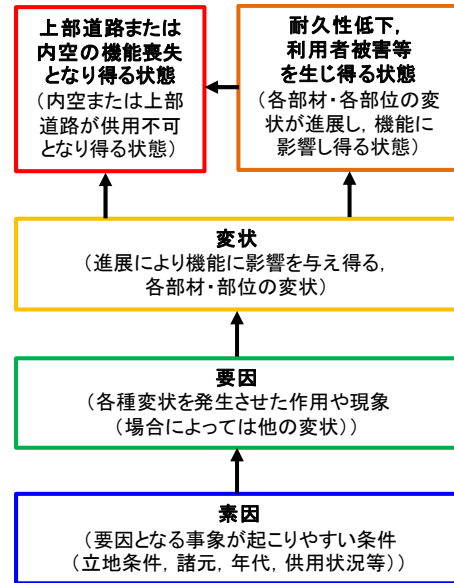 上部道路または
内空の機能喪失
となり得る状態
（内空または上部
道路が供用不可
となり得る状態）
耐久性低下，
利用者被害等
を生じ得る状態
（各部材・各部位の変
状が進展し，機能に
影響し得る状態）
変状
（進展により機能に影響を与え得る，
各部材・部位の変状）
要因
（各種変状を発生させた作用や現象
（場合によっては他の変状））
素因
（要因となる事象が起こりやすい条件
（立地条件，諸元，年代，供用状況等））